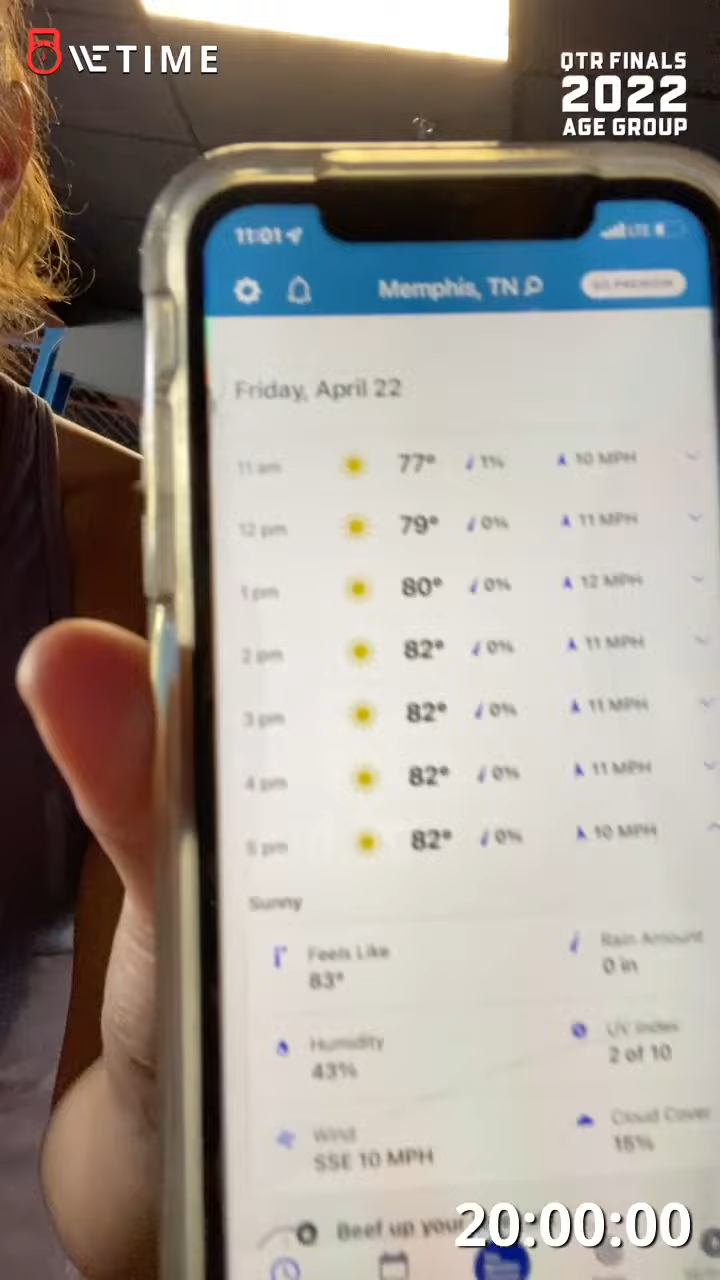 WETIME
QTR FINALS
2022
AGE GROUP
11:01
LTE
Memphis, TN
GO PREMIUM
Friday, April 22
11 am 77° 1% 10 MPH
12 pm 79° 0% 11 MPH
1 pm 80° 0% 12 MPH
2 pm 82° 0% 11 MPH
3 pm 82° 0% 11 MPH
4 pm 82° 0% 11 MPH
5 pm 82° 0% 10 MPH
Sunny
Feels Like Rain Amount
83° 0 in
Humidity UV Index
43% 2 of 10
Wind Cloud Cover
SSE 10 MPH 15%
Beef up your
20:00:00